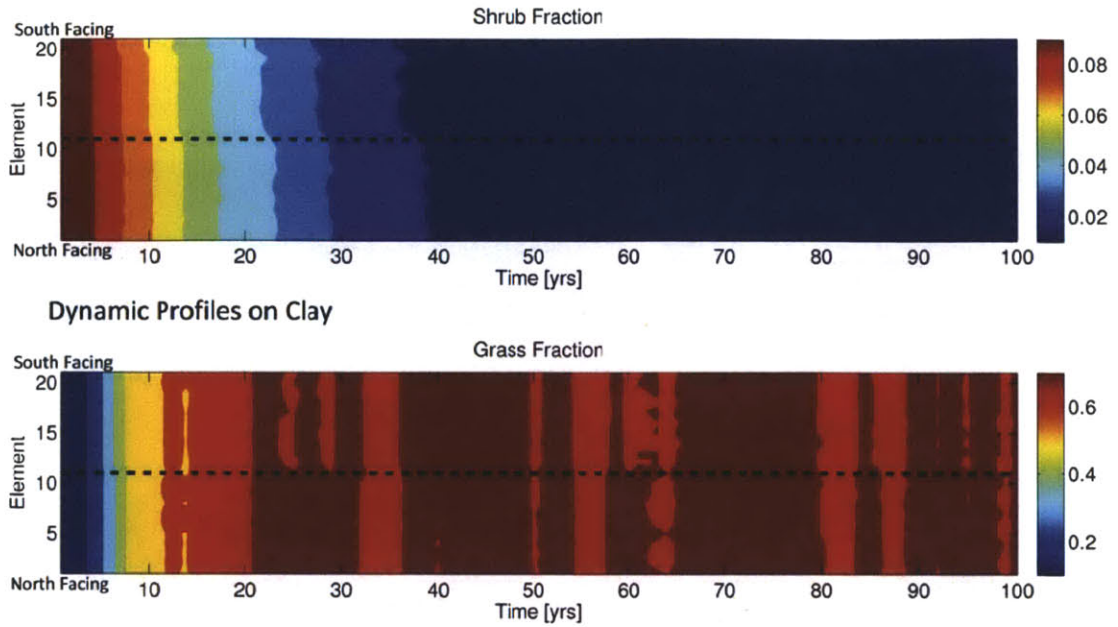 Shrub Fraction
South Facing
20
15
10
5
Element
North Facing
10 20 30 40 50 60 70 80 90 100
Time [yrs]
0.08
0.06
0.04
0.02
Dynamic Profiles on Clay
Grass Fraction
South Facing
20
15
10
5
Element
North Facing
10 20 30 40 50 60 70 80 90 100
Time [yrs]
0.6
0.4
0.2